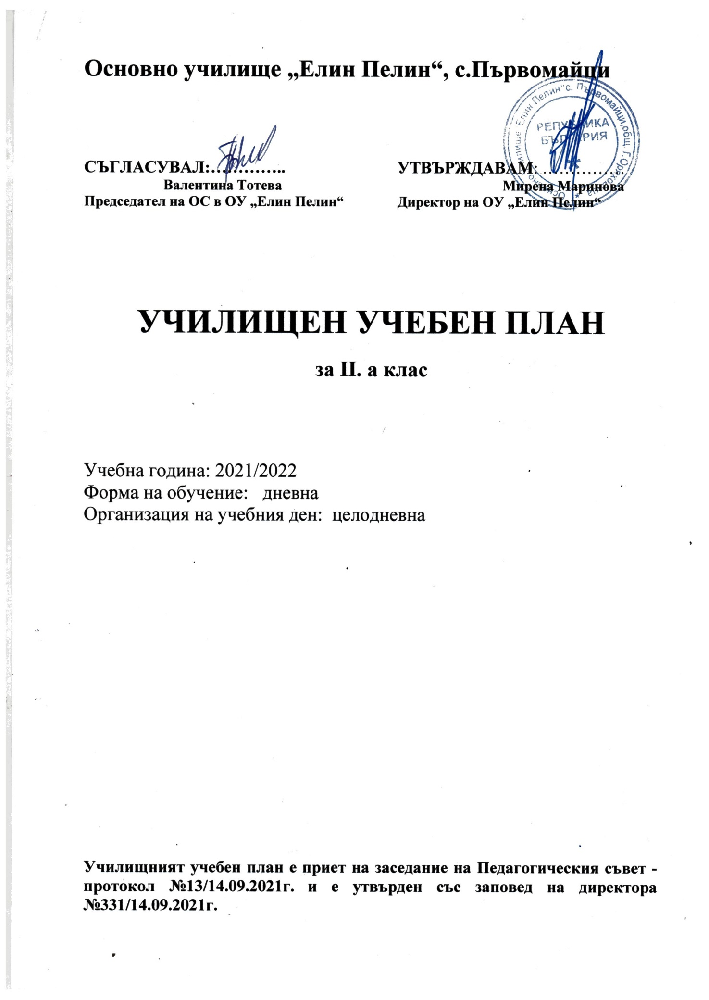 Основно училище „Елин Пелин“, с.Първомайци
СЪГЛАСУВАЛ:…………..
Валентина Тотева
Председател на ОС в ОУ „Елин Пелин“
УТВЪРЖДАВАМ:……………..
Мирена Маринова
Директор на ОУ „Елин Пелин“
Елин Пелин" с. Първомайци,общ. Г.Оряховица * Основно
РЕПУБЛИКА
БЪЛГАРИЯ
УЧИЛИЩЕН УЧЕБЕН ПЛАН
за II. а клас
Учебна година: 2021/2022
Форма на обучение: дневна
Организация на учебния ден: целодневна
Училищният учебен план е приет на заседание на Педагогическия съвет -
протокол №13/14.09.2021г. и е утвърден със заповед на директора
№331/14.09.2021г.